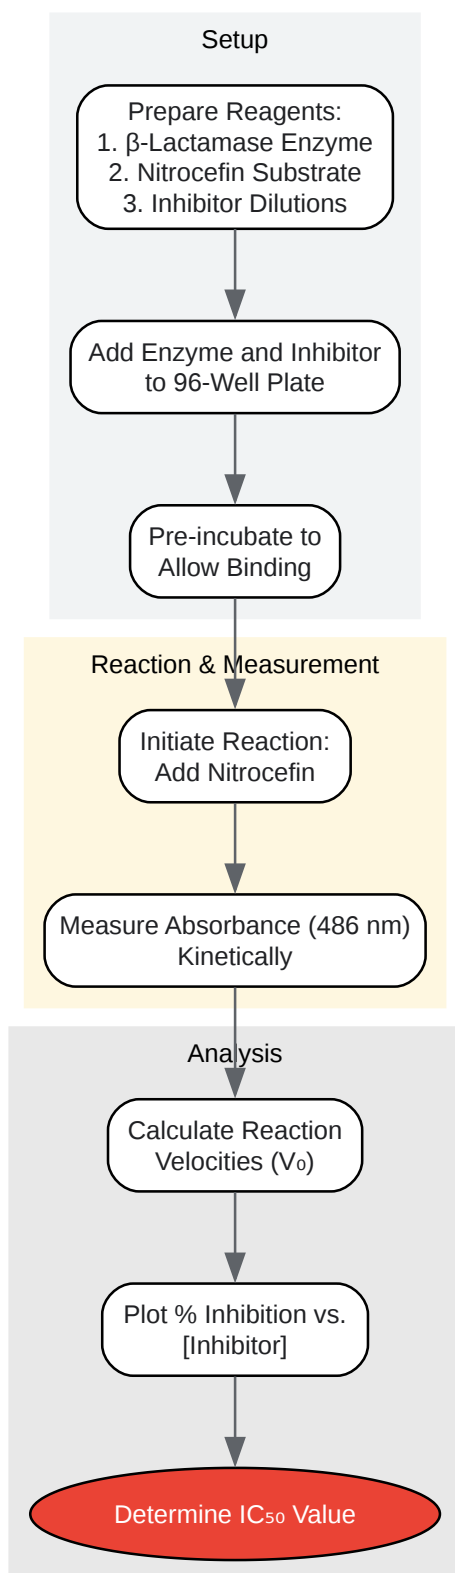 Setup
Prepare Reagents:
1. β-Lactamase Enzyme
2. Nitrocefin Substrate
3. Inhibitor Dilutions
Add Enzyme and Inhibitor
to 96-Well Plate
Pre-incubate to
Allow Binding
Reaction & Measurement
Initiate Reaction:
Add Nitrocefin
Measure Absorbance (486 nm)
Kinetically
Analysis
Calculate Reaction
Velocities (V₀)
Plot % Inhibition vs.
[Inhibitor]
Determine IC₅₀ Value